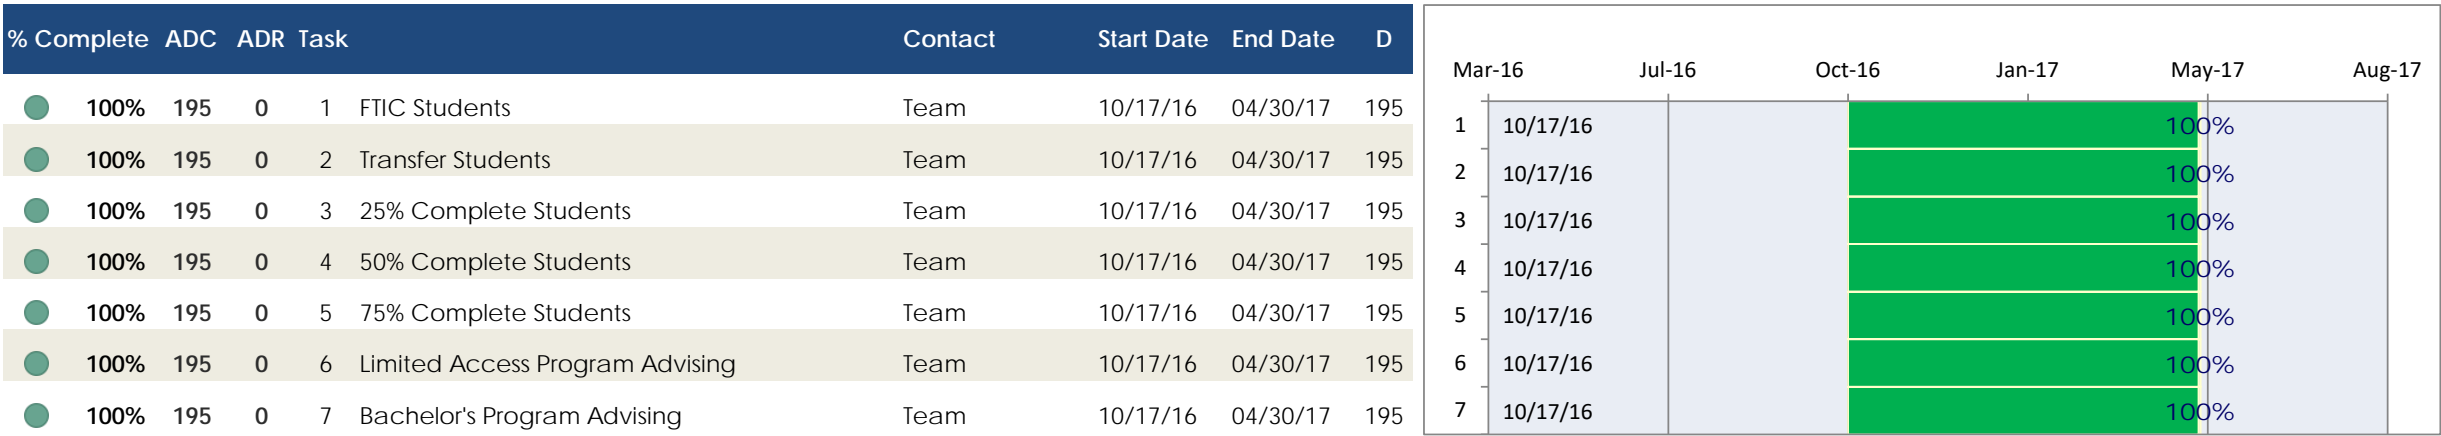 % Complete ADC ADR Task Contact Start Date End Date D
100% 195 0 1 FTIC Students Team 10/17/16 04/30/17 195
100% 195 0 2 Transfer Students Team 10/17/16 04/30/17 195
100% 195 0 3 25% Complete Students Team 10/17/16 04/30/17 195
100% 195 0 4 50% Complete Students Team 10/17/16 04/30/17 195
100% 195 0 5 75% Complete Students Team 10/17/16 04/30/17 195
100% 195 0 6 Limited Access Program Advising Team 10/17/16 04/30/17 195
100% 195 0 7 Bachelor's Program Advising Team 10/17/16 04/30/17 195
Mar-16 Jul-16 Oct-16 Jan-17 May-17 Aug-17
1 10/17/16 100%
2 10/17/16 100%
3 10/17/16 100%
4 10/17/16 100%
5 10/17/16 100%
6 10/17/16 100%
7 10/17/16 100%